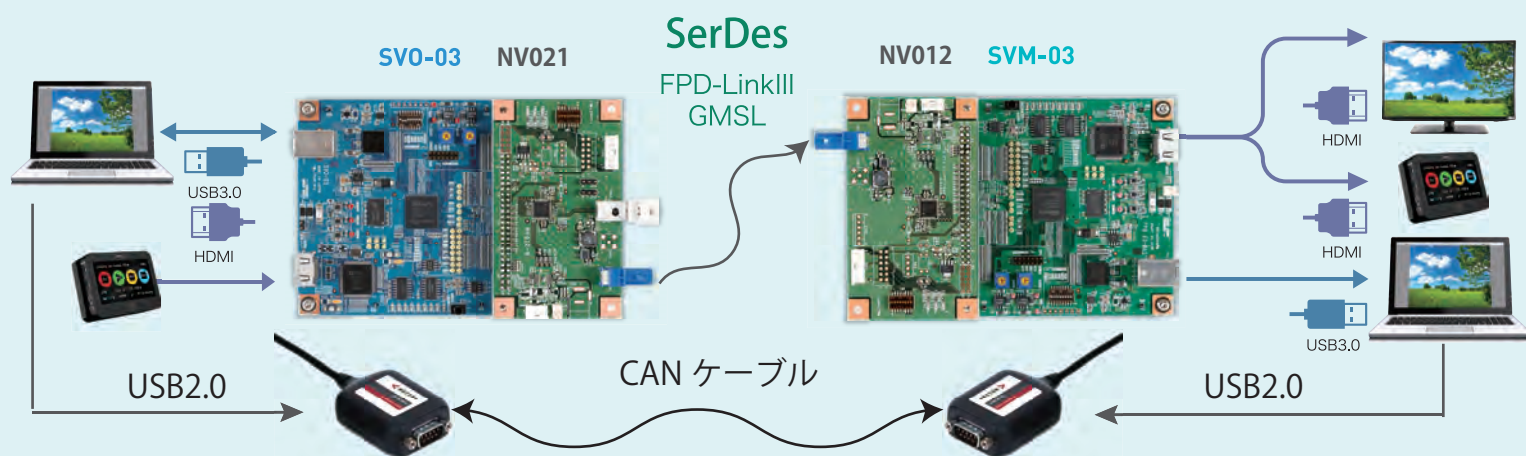 SerDes
FPD-LinkIII
GMSL
SVO-03
NV021
NV012
SVM-03
USB3.0
HDMI
HDMI
HDMI
USB3.0
USB2.0
CAN ケーブル
USB2.0